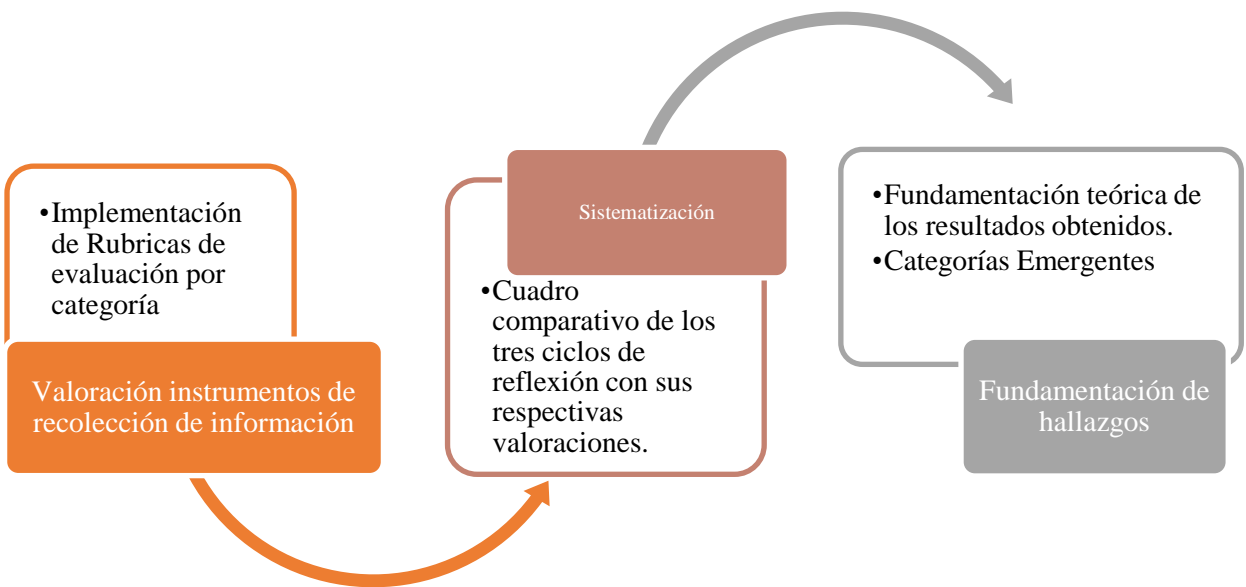 •Implementación
de Rubricas de
evaluación por
categoría
Valoración instrumentos de
recolección de información
Sistematización
•Cuadro
comparativo de los
tres ciclos de
reflexión con sus
respectivas
valoraciones.
•Fundamentación teórica de
los resultados obtenidos.
•Categorías Emergentes
Fundamentación de
hallazgos